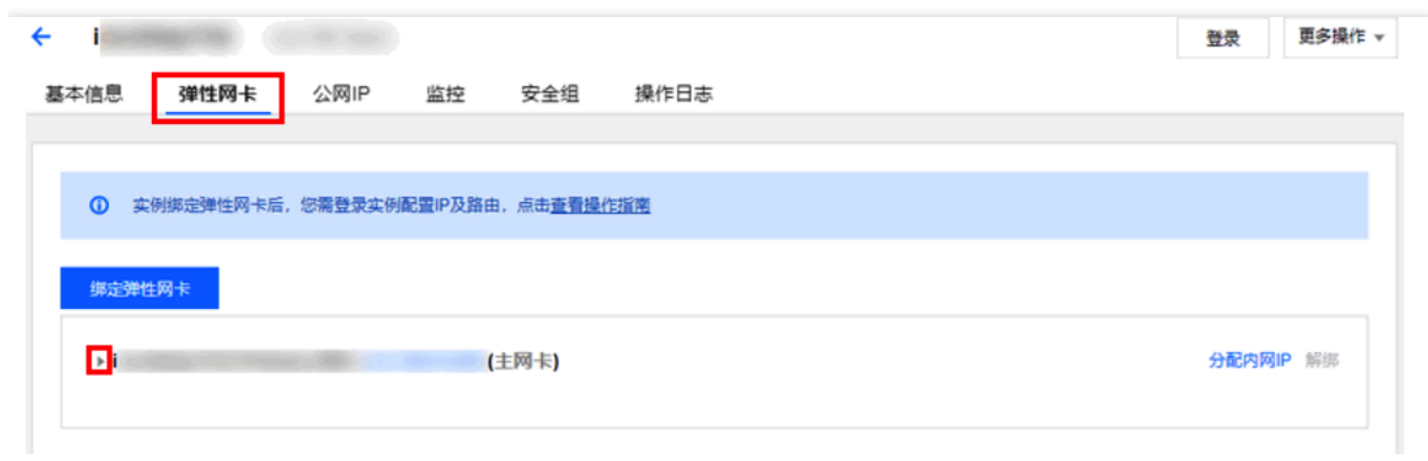 登录 更多操作
基本信息 弹性网卡 公网IP 监控 安全组 操作日志
实例绑定弹性网卡后，您需登录实例配置IP及路由，点击查看操作指南
绑定弹性网卡
(主网卡) 分配内网IP 解绑